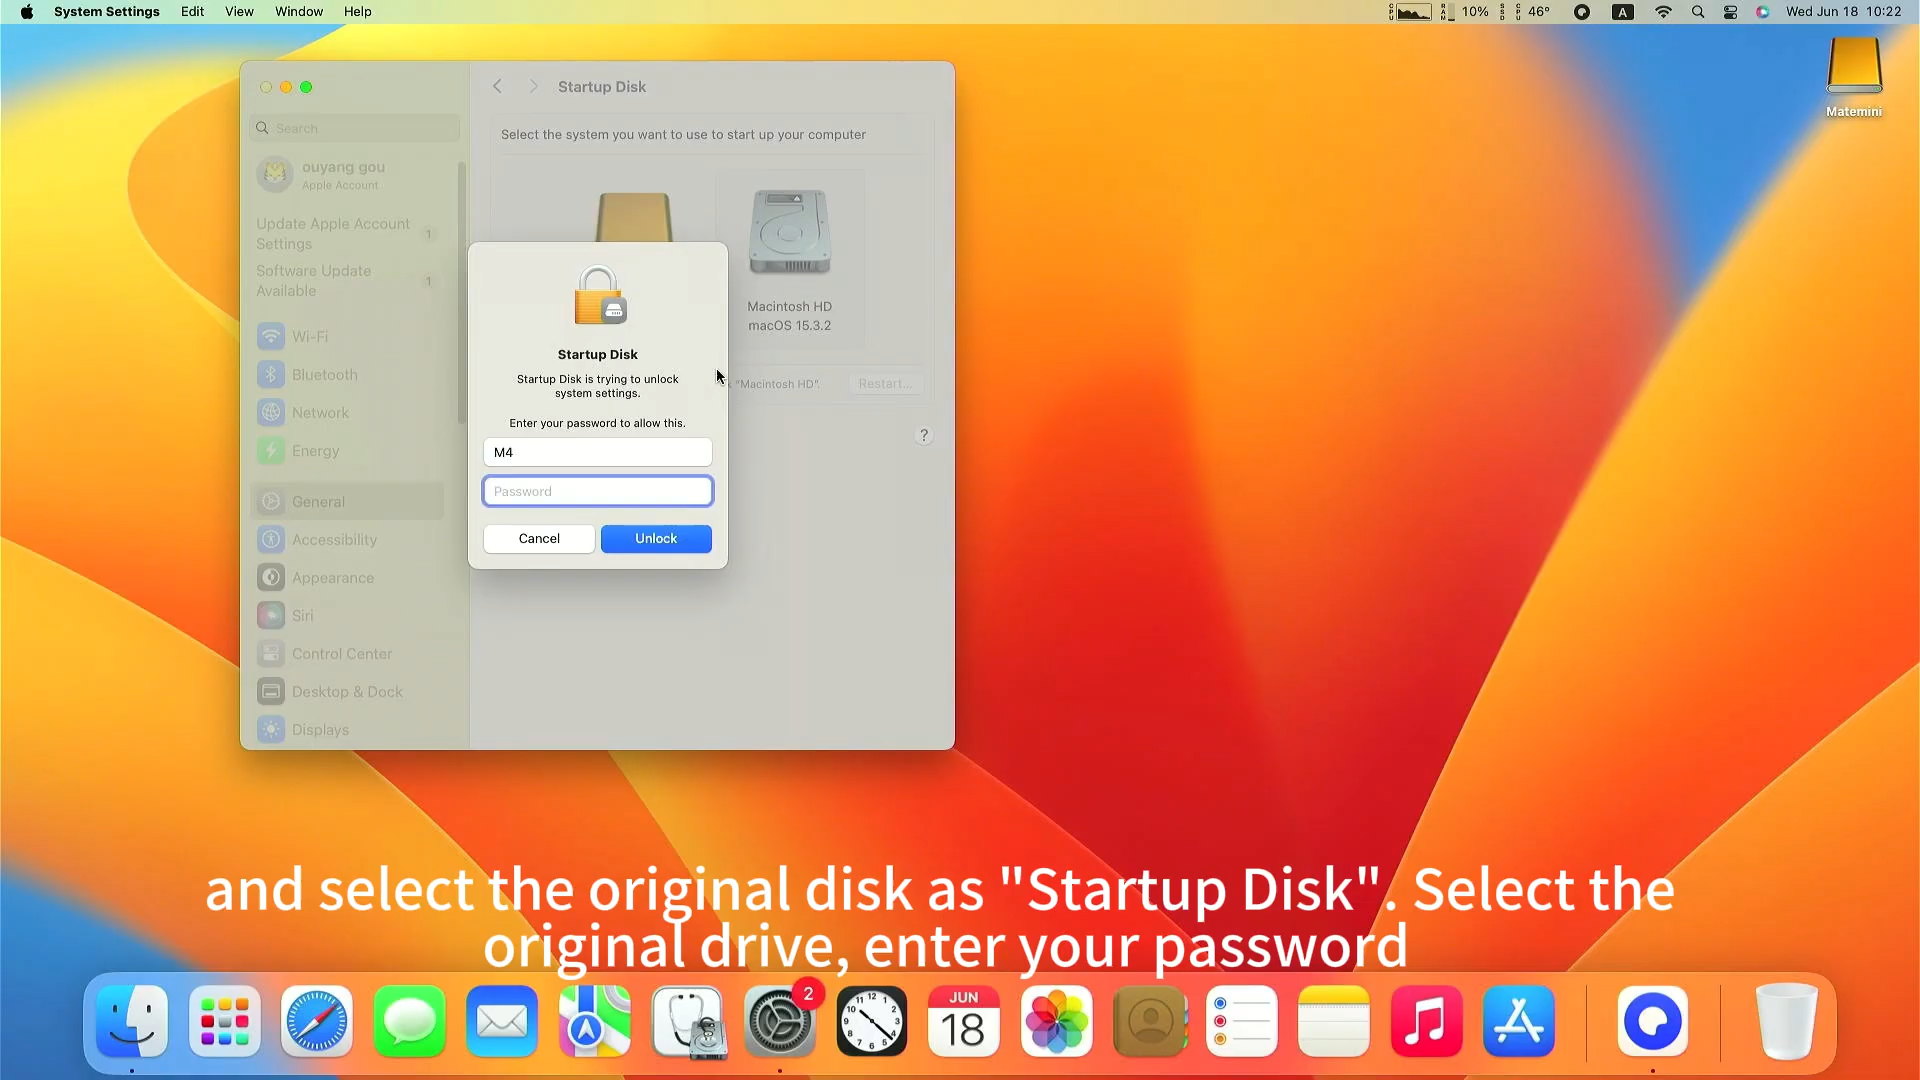 System Settings Edit View Window Help
10% 46° A Wed Jun 18 10:22
Matemini
Startup Disk
Search
Select the system you want to use to start up your computer
ouyang gou
Apple Account
Update Apple Account
Settings
1
Software Update
Available
1
Wi-Fi
Bluetooth
Network
Energy
General
Accessibility
Appearance
Siri
Control Center
Desktop & Dock
Displays
Macintosh HD
macOS 15.3.2
"Macintosh HD".
Restart...
?
Startup Disk
Startup Disk is trying to unlock
system settings.
Enter your password to allow this.
M4
Password
Cancel
Unlock
and select the original disk as "Startup Disk". Select the
original drive, enter your password
2
JUN
18